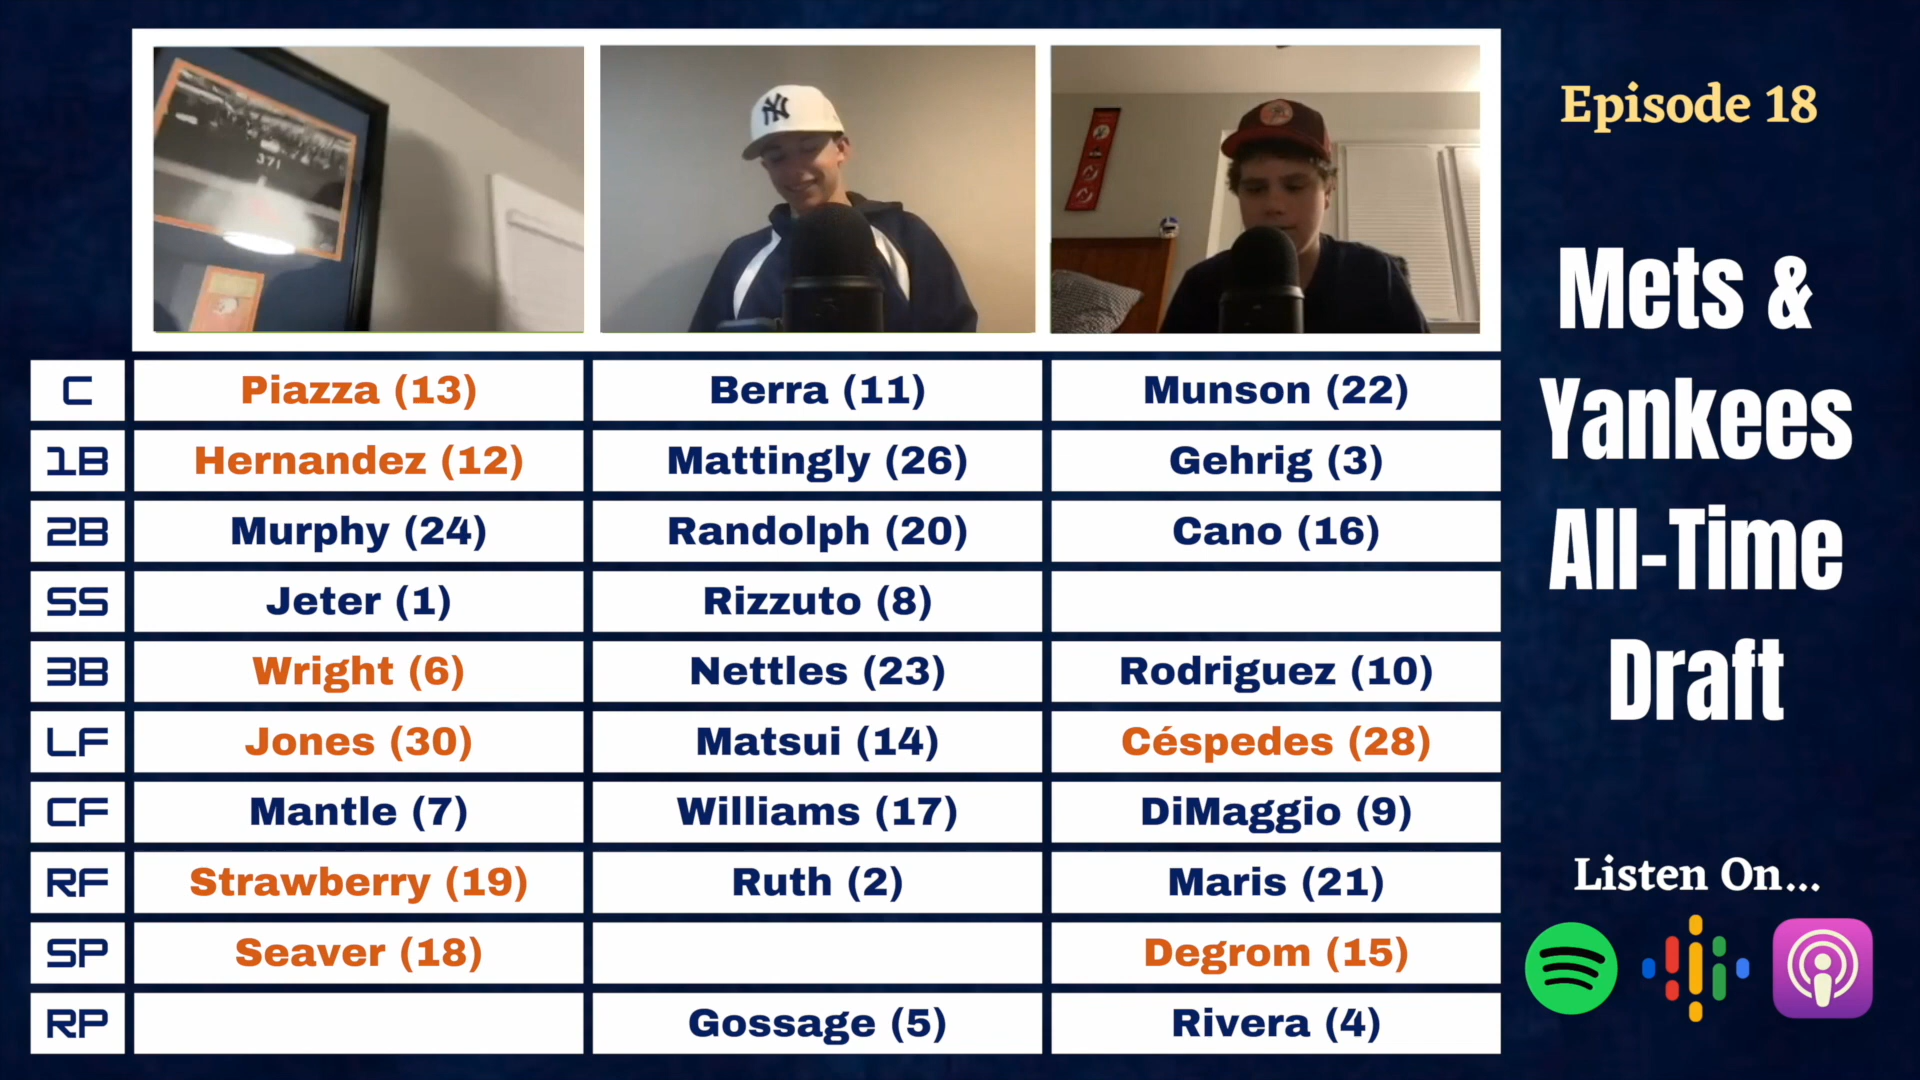 371
NY
Episode 18
Mets &
Yankees
All-Time
Draft
C Piazza (13) Berra (11) Munson (22)
1B Hernandez (12) Mattingly (26) Gehrig (3)
2B Murphy (24) Randolph (20) Cano (16)
SS Jeter (1) Rizzuto (8)
3B Wright (6) Nettles (23) Rodriguez (10)
LF Jones (30) Matsui (14) Céspedes (28)
CF Mantle (7) Williams (17) DiMaggio (9)
RF Strawberry (19) Ruth (2) Maris (21)
SP Seaver (18) Degrom (15)
RP Gossage (5) Rivera (4)
Listen On...